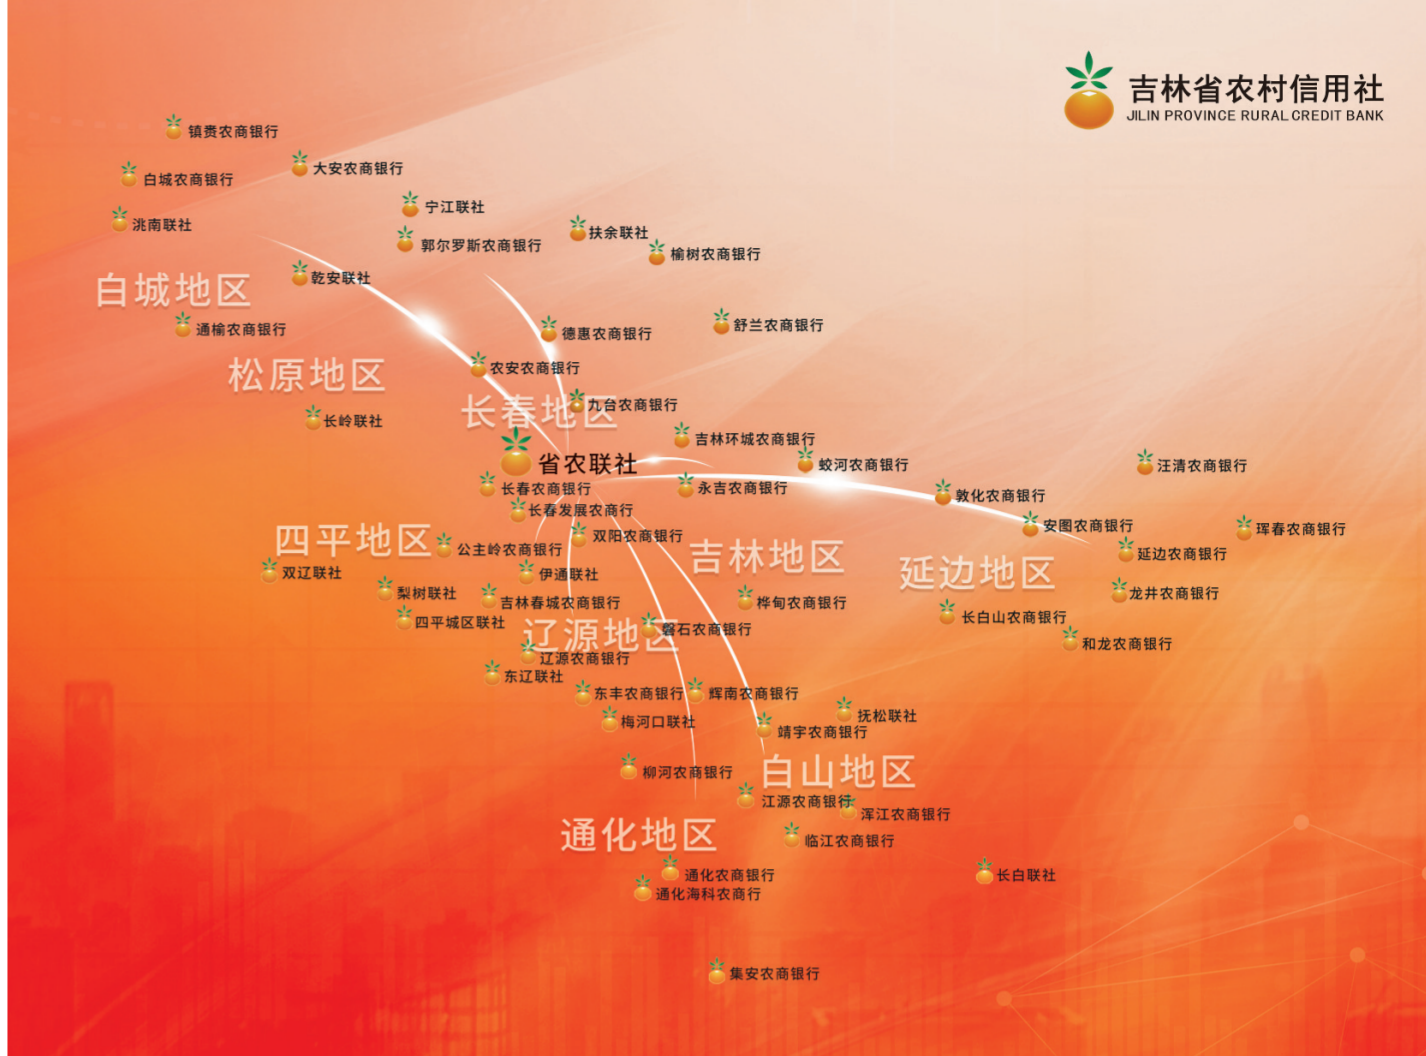 吉林省农村信用社
JILIN PROVINCE RURAL CREDIT BANK
镇赉农商银行
大安农商银行
白城农商银行
宁江联社
洮南联社
扶余联社
郭尔罗斯农商银行
榆树农商银行
乾安联社
白城地区
舒兰农商银行
通榆农商银行
德惠农商银行
农安农商银行
松原地区
九台农商银行
长春地区
长岭联社
吉林环城农商银行
省农联社
蛟河农商银行
汪清农商银行
长春农商银行
永吉农商银行
敦化农商银行
长春发展农商行
安图农商银行
珲春农商银行
双阳农商银行
四平地区
公主岭农商银行
吉林地区
延边农商银行
双辽联社
伊通联社
延边地区
梨树联社
龙井农商银行
吉林春城农商银行
桦甸农商银行
长白山农商银行
四平城区联社
磐石农商银行
辽源地区
和龙农商银行
辽源农商银行
东辽联社
东丰农商银行
辉南农商银行
抚松联社
梅河口联社
靖宇农商银行
柳河农商银行
白山地区
江源农商银行
浑江农商银行
通化地区
临江农商银行
通化农商银行
长白联社
通化海科农商行
集安农商银行